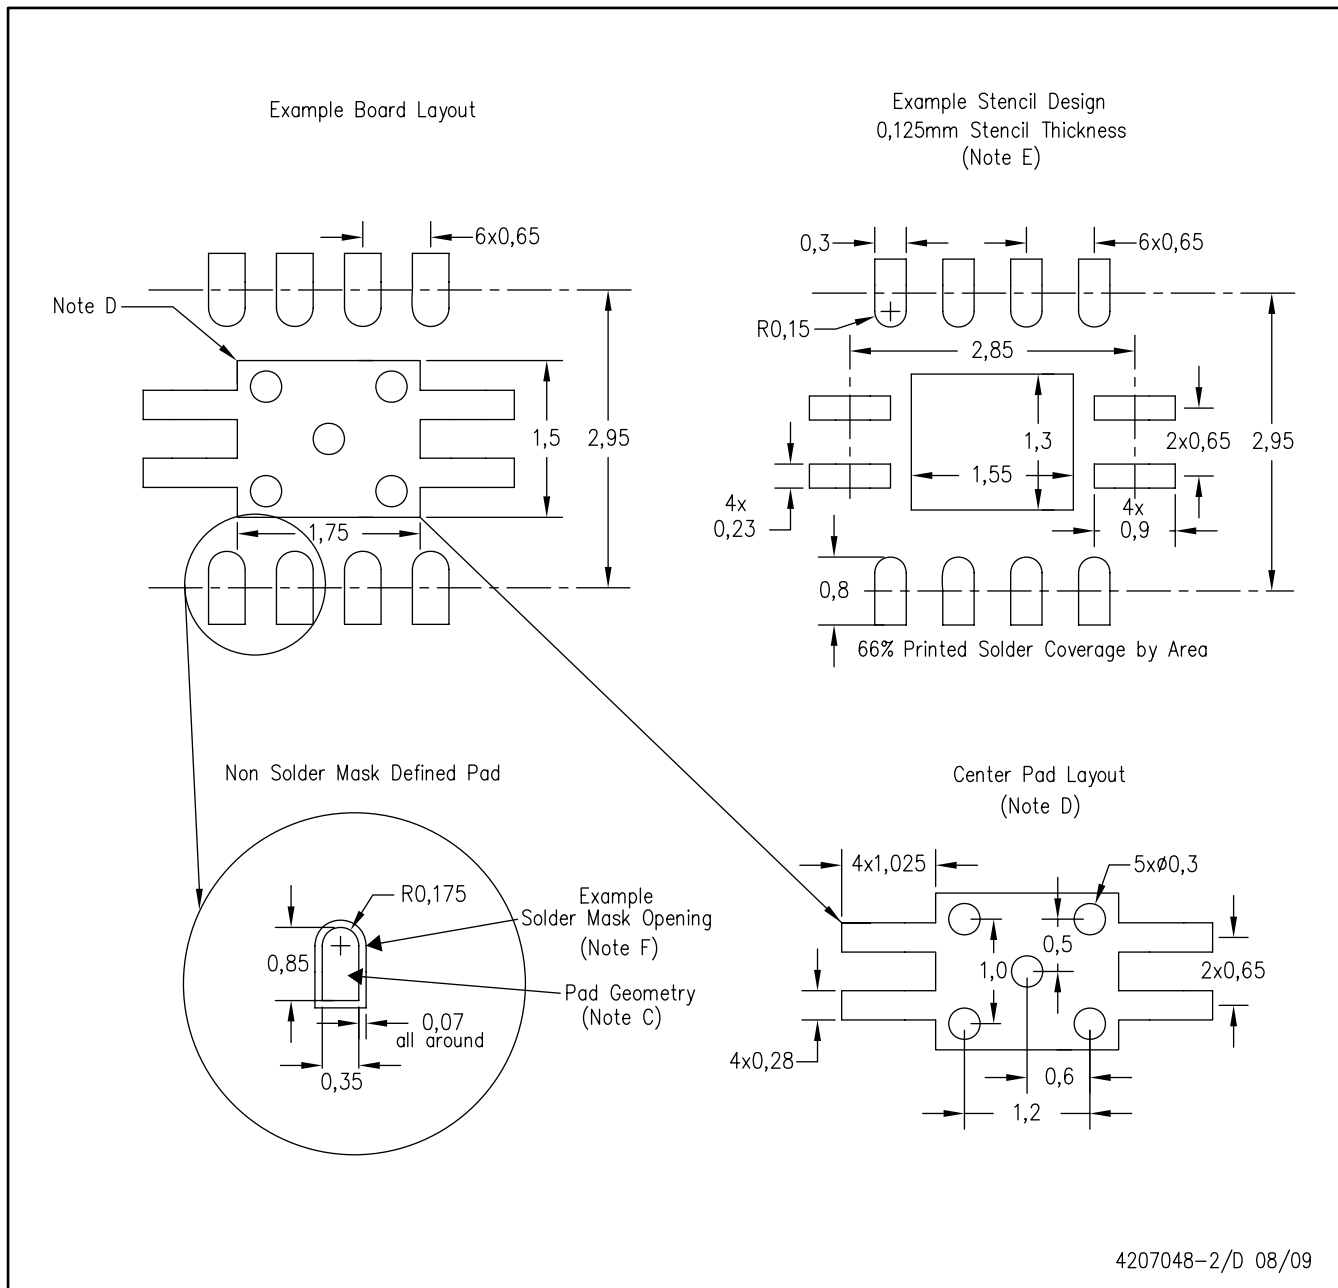 Example Board Layout
6x0,65
Note D
1,5
2,95
1,75
Example Stencil Design
0,125mm Stencil Thickness
(Note E)
0,3
6x0,65
R0,15
2,85
1,3
1,55
2x0,65
2,95
4x
0,23
4x
0,9
0,8
66% Printed Solder Coverage by Area
Non Solder Mask Defined Pad
R0,175
Example
Solder Mask Opening
(Note F)
0,85
Pad Geometry
(Note C)
0,07
all around
0,35
Center Pad Layout
(Note D)
4x1,025
5xø0,3
0,5
1,0
2x0,65
4x0,28
0,6
1,2
4207048-2/D 08/09